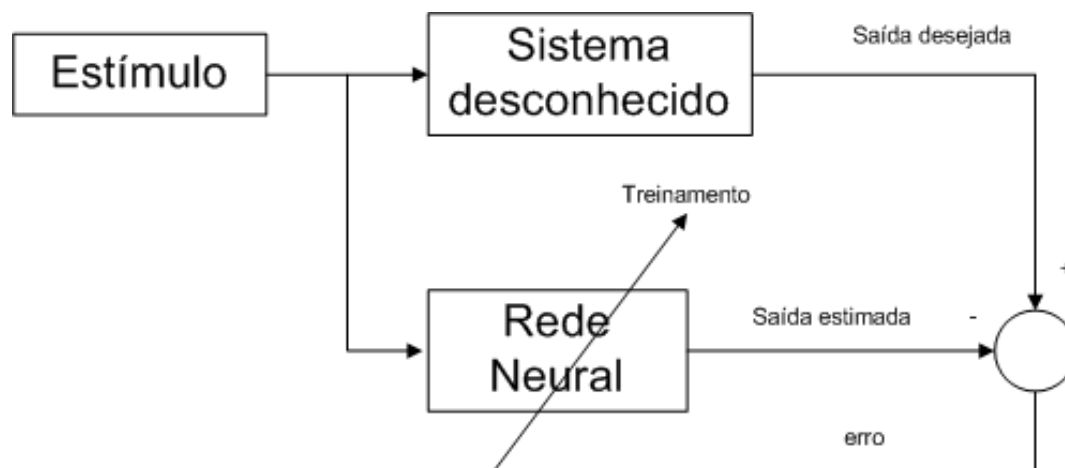 Estímulo
Sistema
desconhecido
Saída desejada
Treinamento
+
Rede
Neural
Saída estimada
-
erro